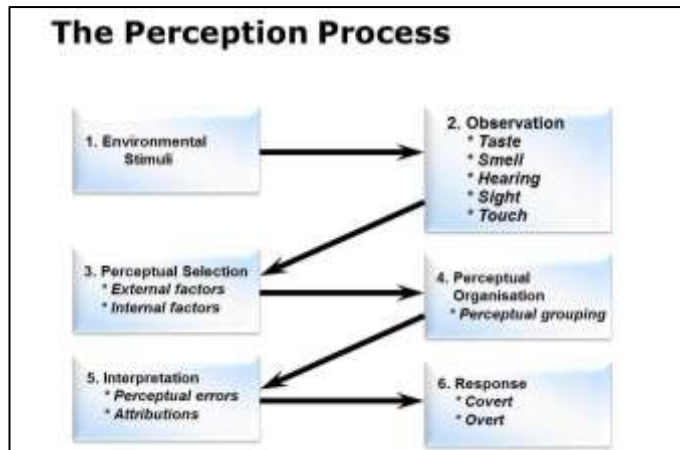 The Perception Process
1. Environmental
Stimuli
2. Observation
* Taste
* Smell
* Hearing
* Sight
* Touch
3. Perceptual Selection
* External factors
* Internal factors
4. Perceptual
Organisation
* Perceptual grouping
5. Interpretation
* Perceptual errors
* Attributions
6. Response
* Covert
* Overt